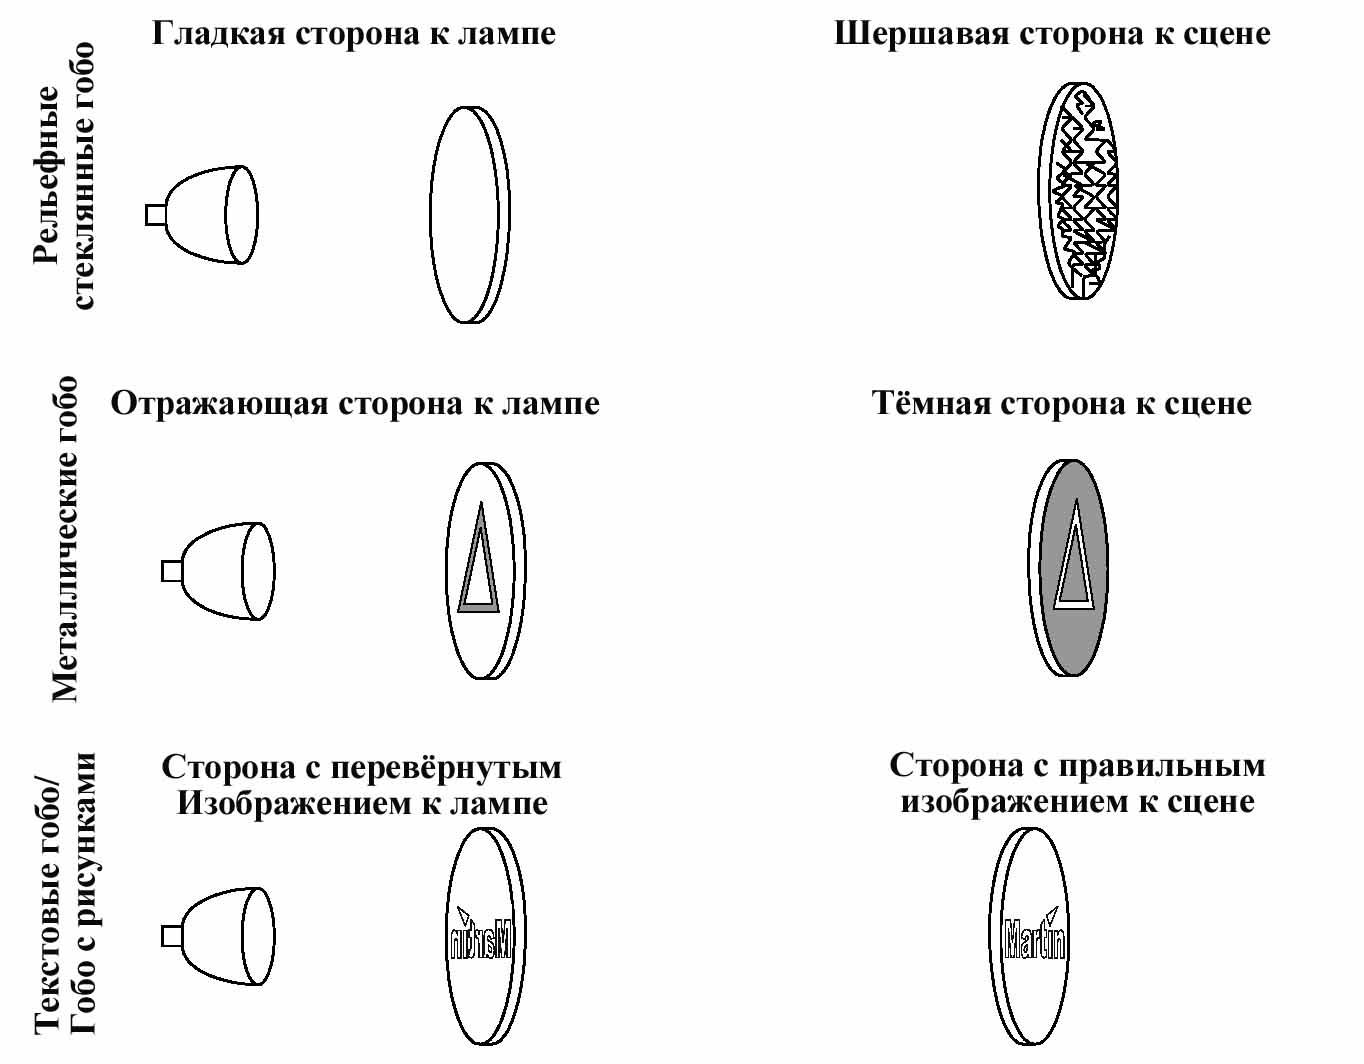 Гладкая сторона к лампе
Шершавая сторона к сцене
Рельефные
стеклянные гобо
Отражающая сторона к лампе
Тёмная сторона к сцене
Металлические гобо
Сторона с перевёрнутым
Изображением к лампе
Сторона с правильным
изображением к сцене
Текстовые гобо/
Гобо с рисунками
Martin
Martin